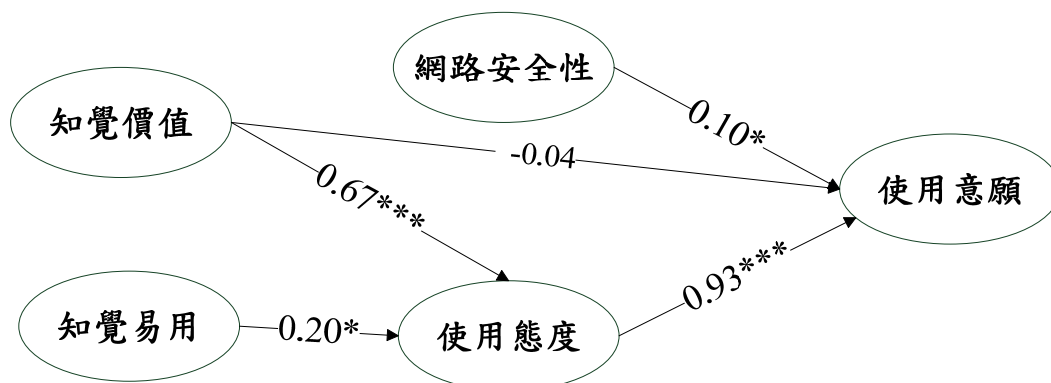 網路安全性
知覺價值
0.10*
-0.04
使用意願
0.67***
0.93***
知覺易用
0.20*
使用態度